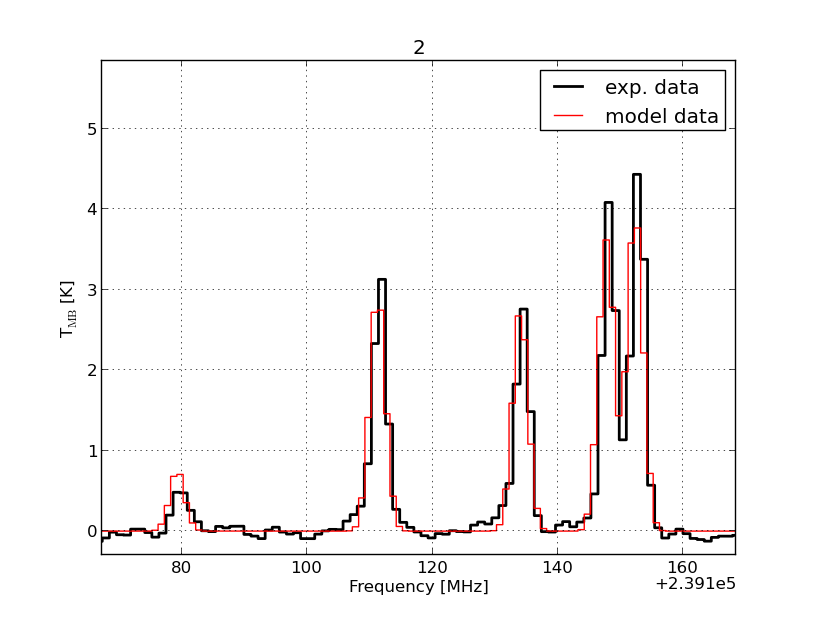 2
exp. data
model data
5
4
3
2
1
0
T_MB [K]
80 100 120 140 160
Frequency [MHz]
+2.391e5